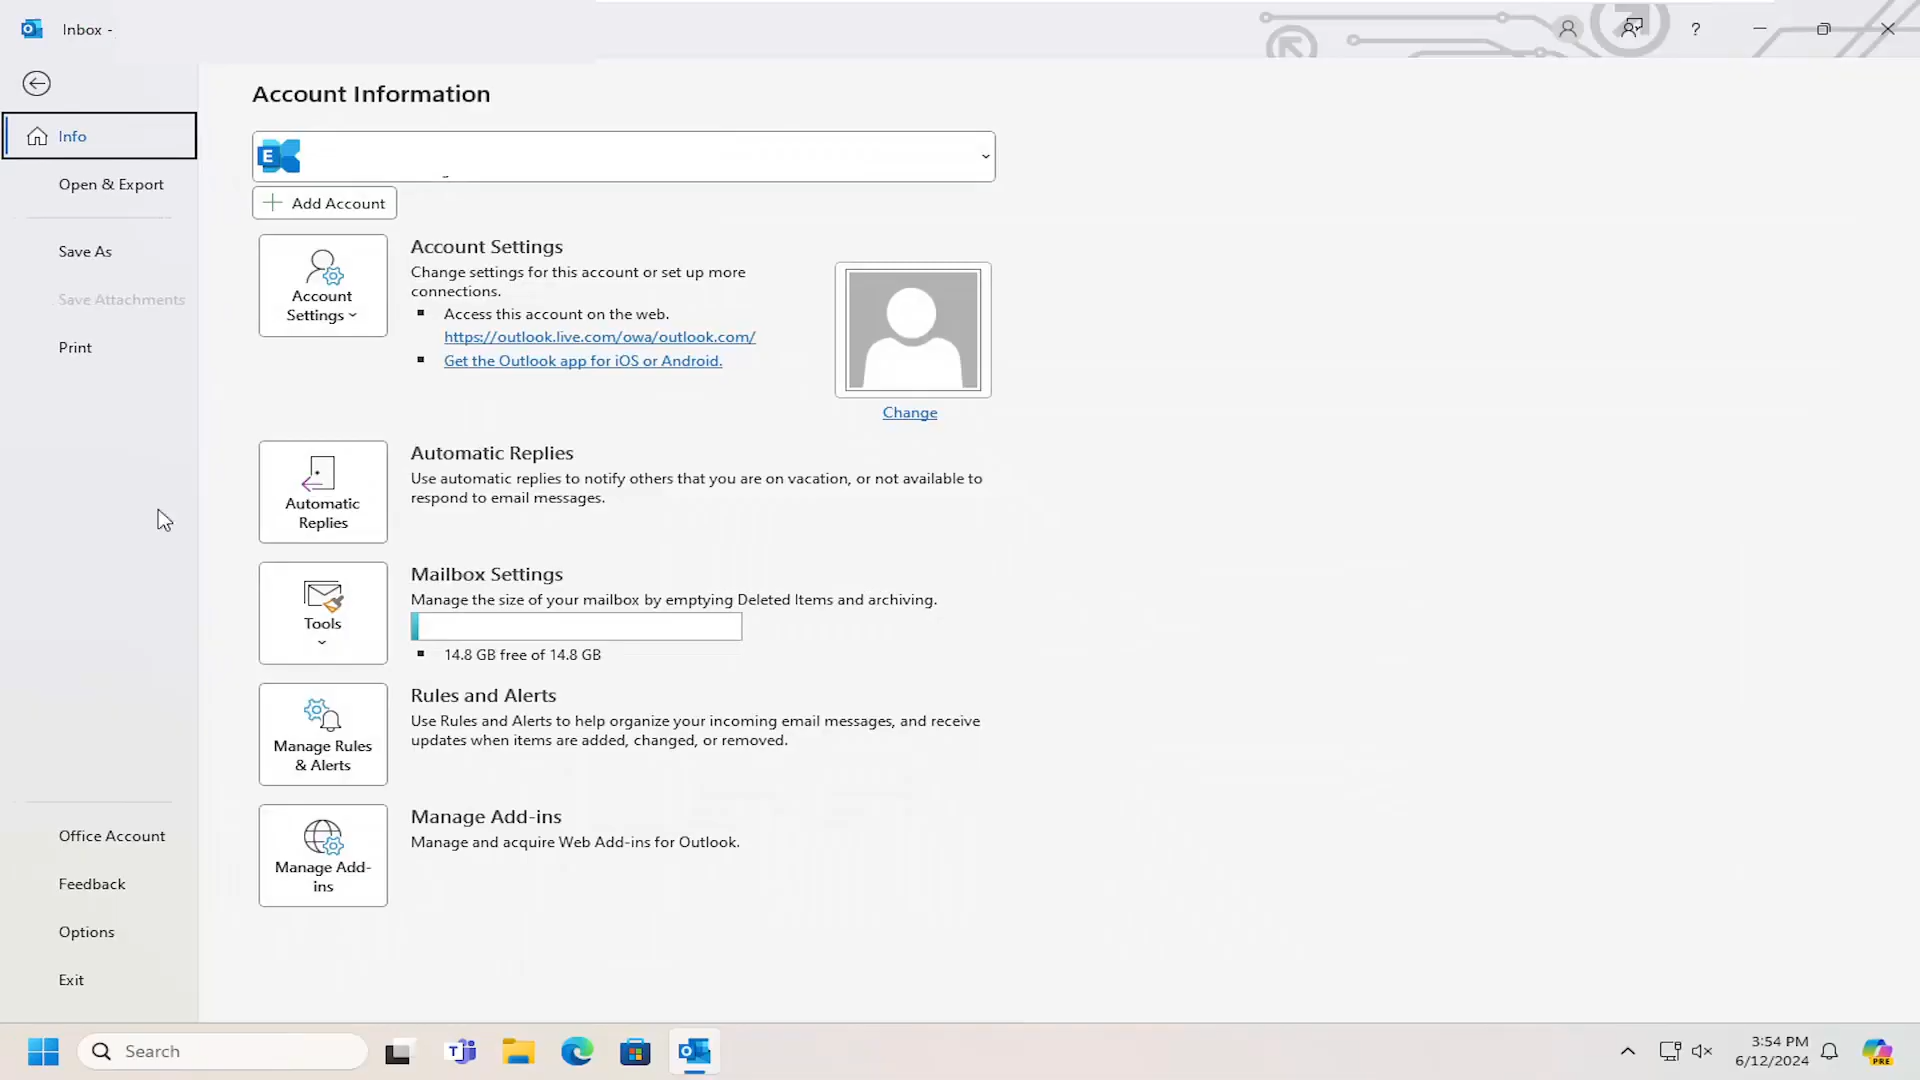 Inbox -
?
Info
Open & Export
Save As
Save Attachments
Print
Office Account
Feedback
Options
Exit
Account Information
E
Add Account
Account
Settings
Account Settings
Change settings for this account or set up more
connections.
Access this account on the web.
https://outlook.live.com/owa/outlook.com/
Get the Outlook app for iOS or Android.
Change
Automatic
Replies
Automatic Replies
Use automatic replies to notify others that you are on vacation, or not available to
respond to email messages.
Tools
Mailbox Settings
Manage the size of your mailbox by emptying Deleted Items and archiving.
14.8 GB free of 14.8 GB
Manage Rules
& Alerts
Rules and Alerts
Use Rules and Alerts to help organize your incoming email messages, and receive
updates when items are added, changed, or removed.
Manage Add-
ins
Manage Add-ins
Manage and acquire Web Add-ins for Outlook.
Search
3:54 PM
6/12/2024
PRE